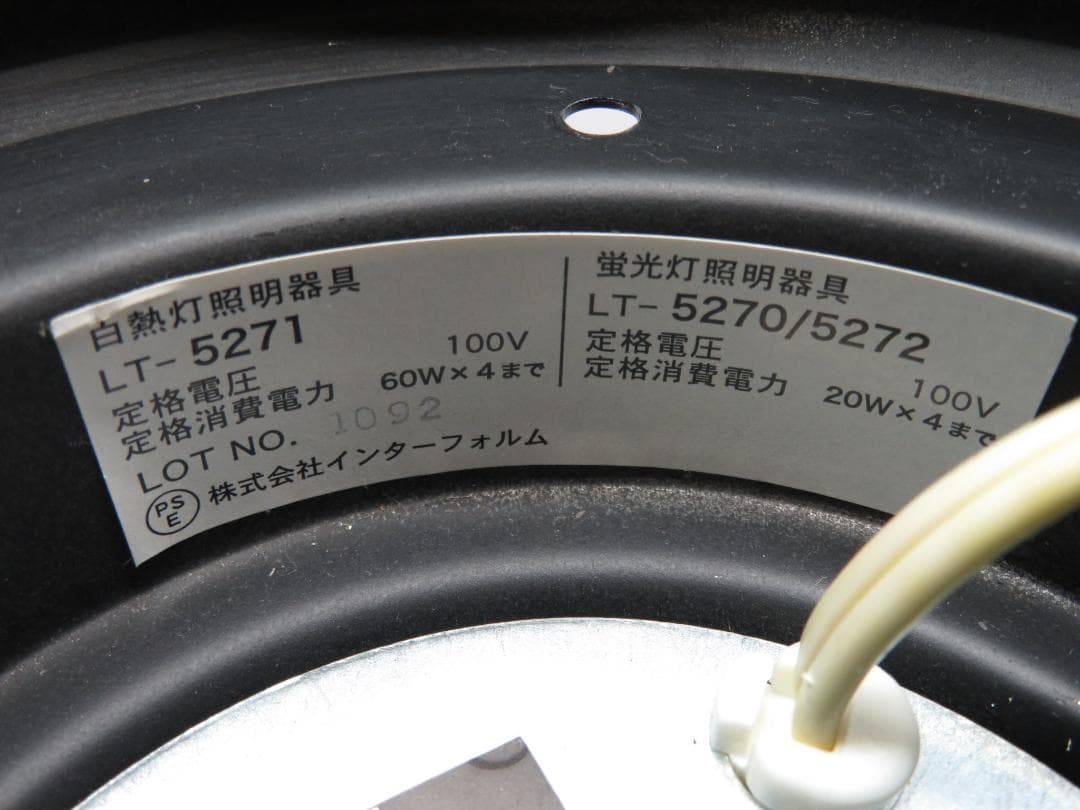 白熱灯照明器具
LT-5271
定格電圧 100V
定格消費電力 60W×4まで
LOT NO. 1092
PSE 株式会社インターフォルム
蛍光灯照明器具
LT-5270/5272
定格電圧 100V
定格消費電力 20W×4まで